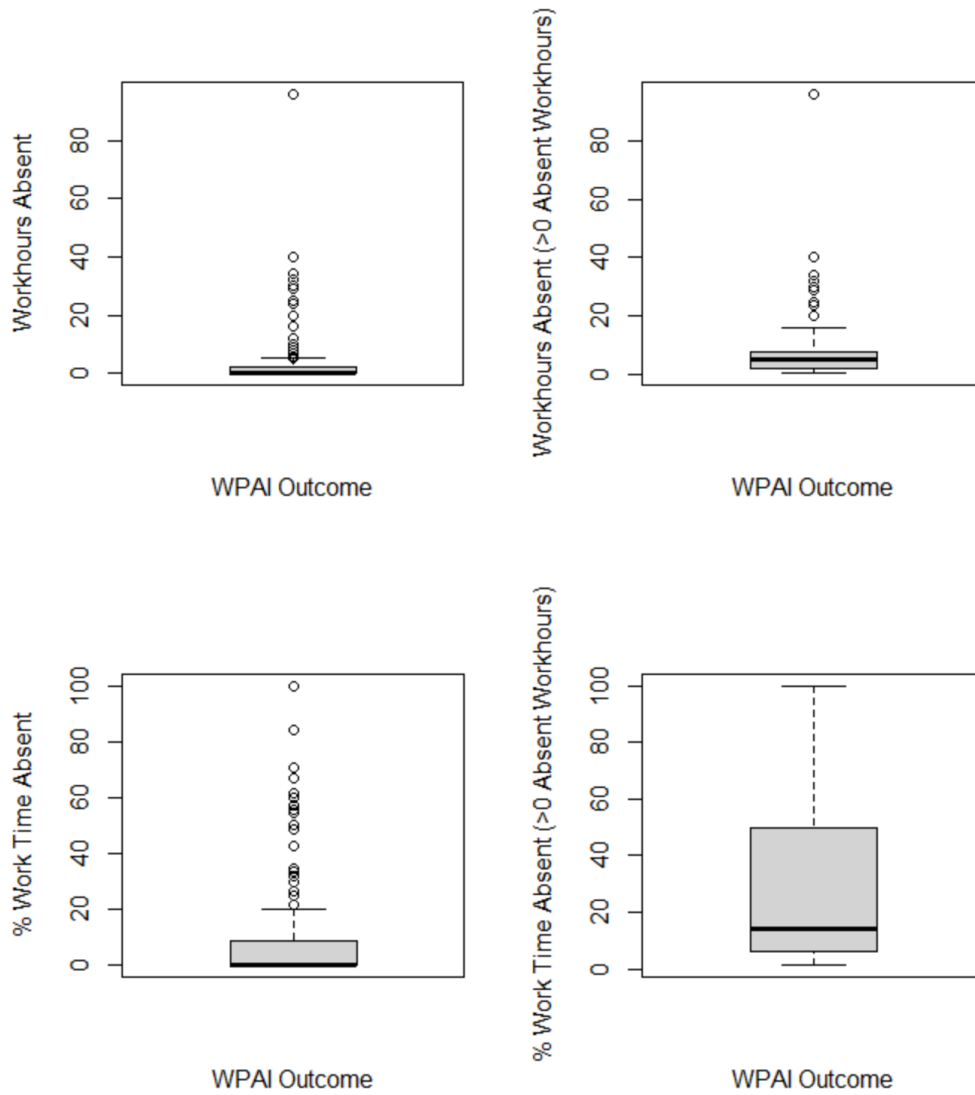 Workhours Absent
80
60
40
20
0
WPAI Outcome
Workhours Absent (>0 Absent Workhours)
80
60
40
20
0
WPAI Outcome
% Work Time Absent
100
80
60
40
20
0
WPAI Outcome
% Work Time Absent (>0 Absent Workhours)
100
80
60
40
20
0
WPAI Outcome